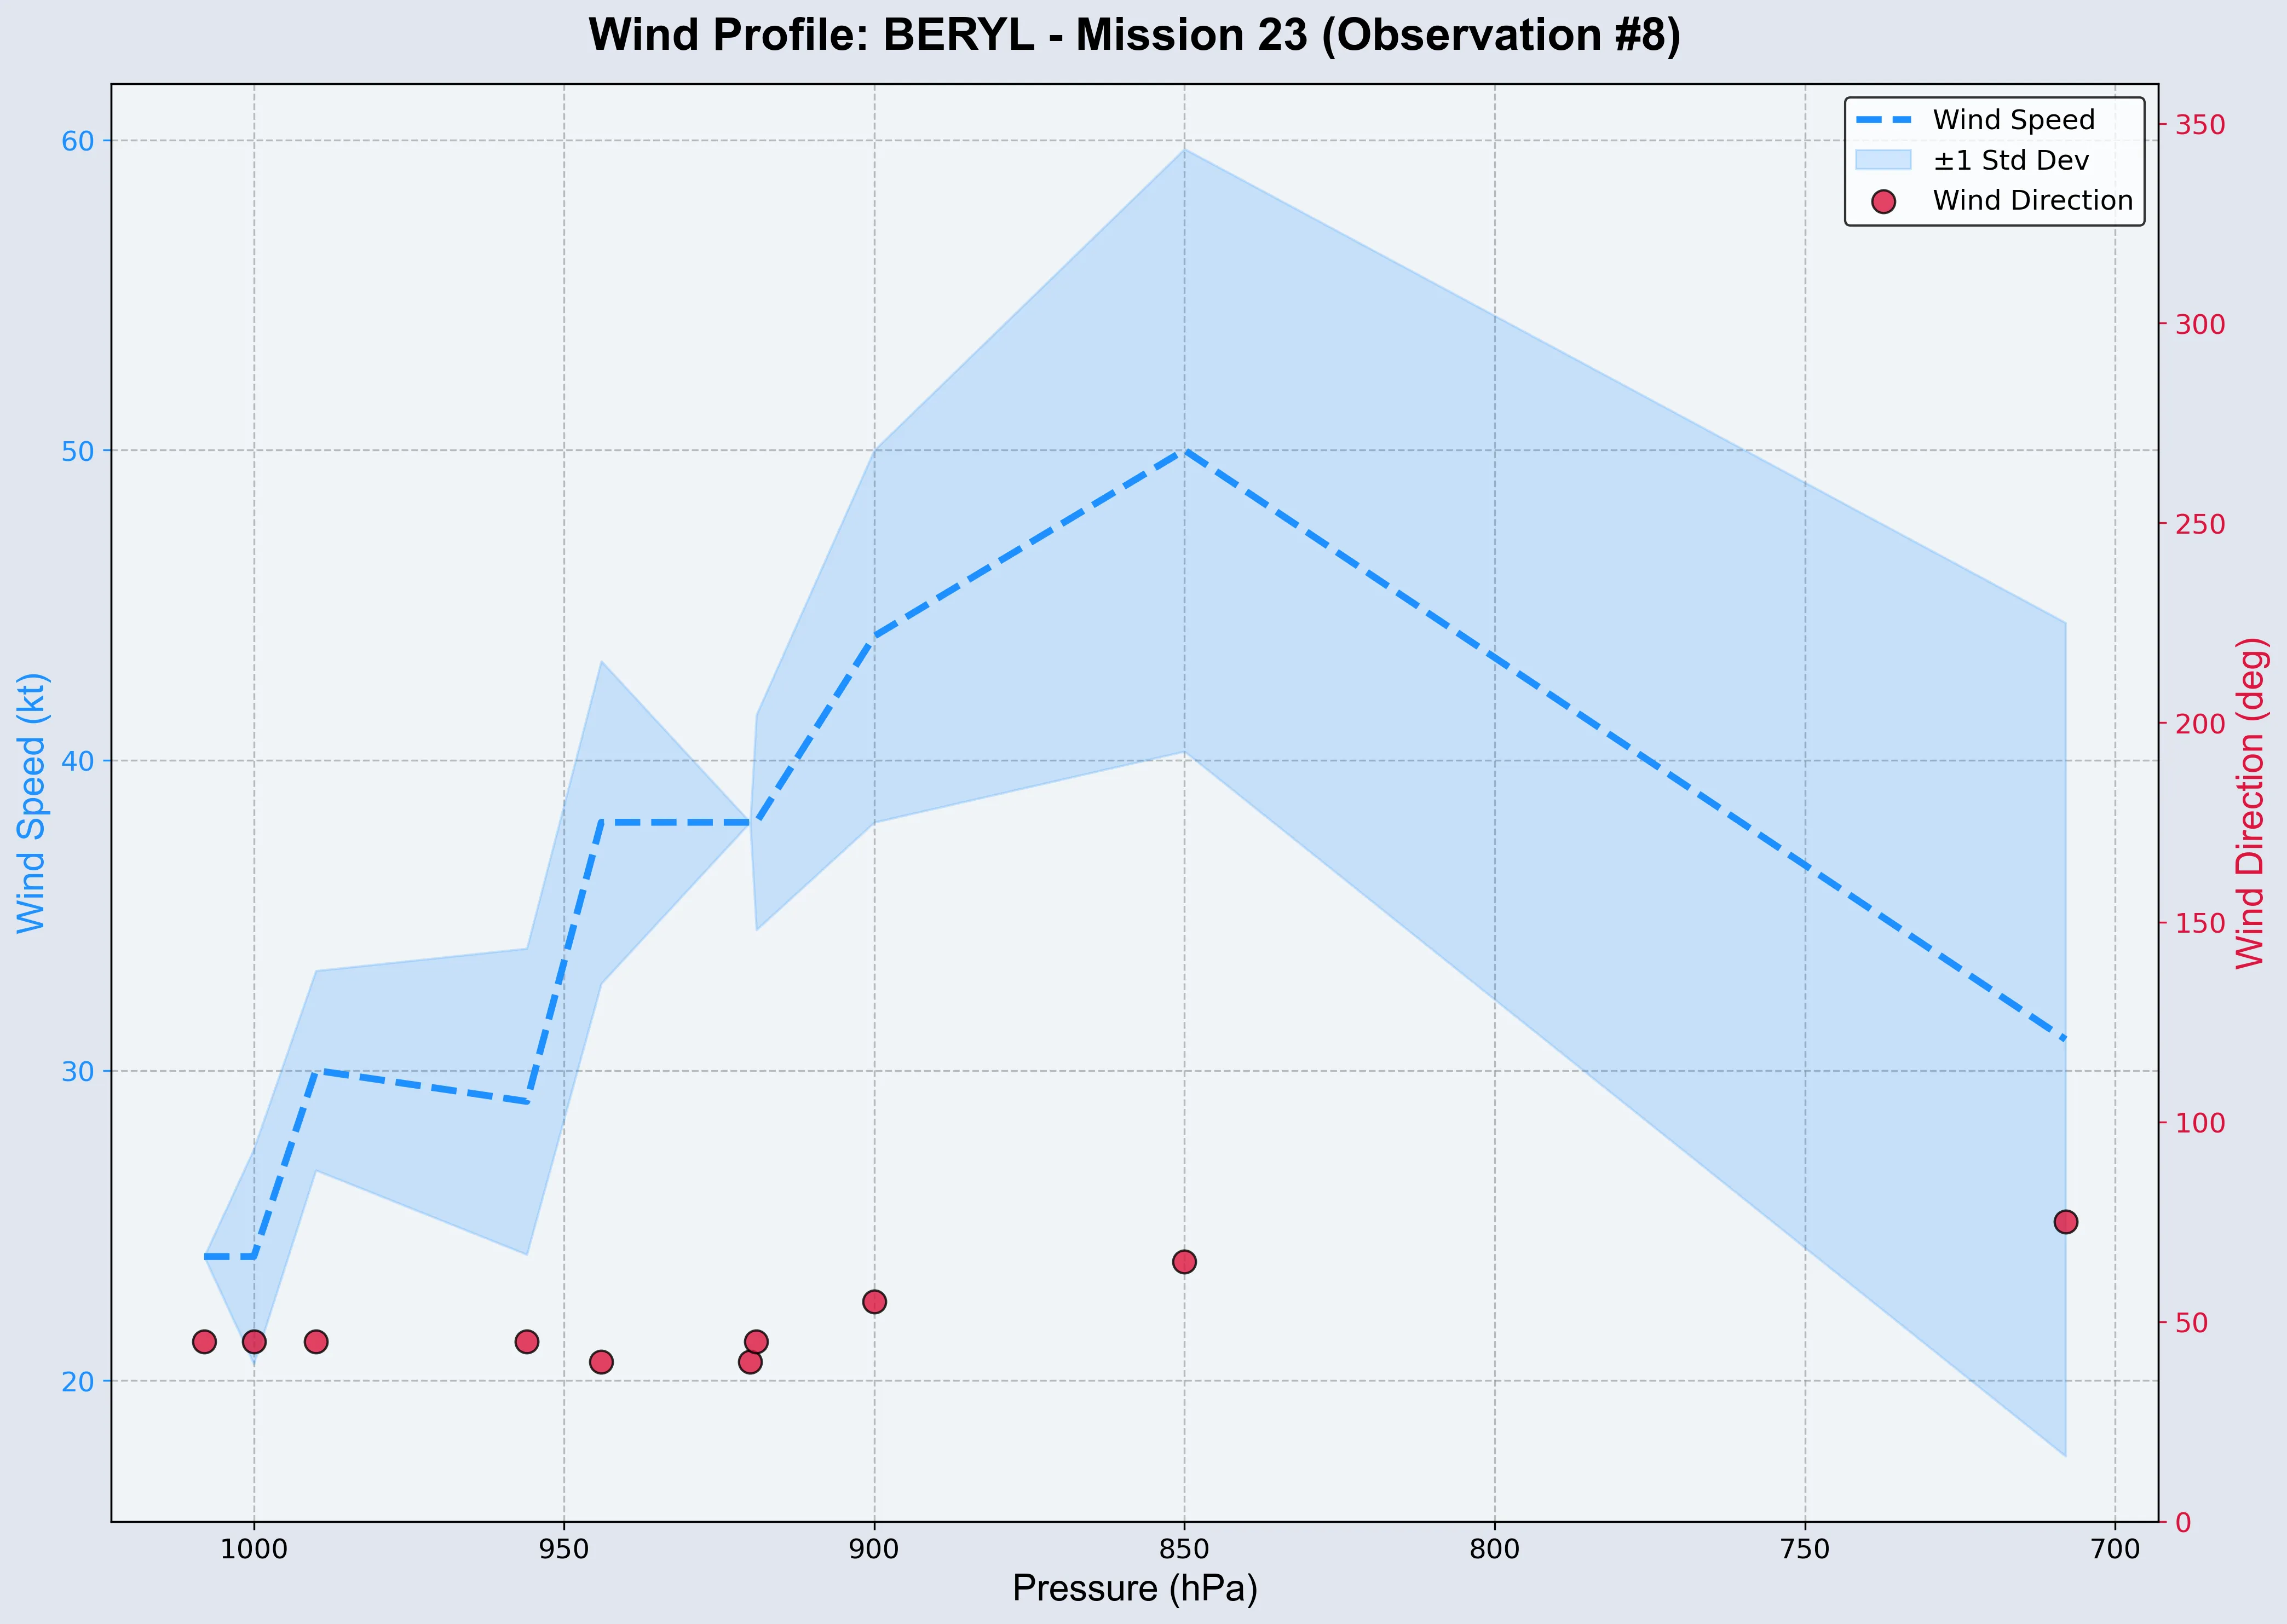 Wind Profile: BERYL - Mission 23 (Observation #8)
Wind Speed
±1 Std Dev
Wind Direction
60
50
40
30
20
Wind Speed (kt)
350
300
250
200
150
100
50
0
Wind Direction (deg)
1000
950
900
850
800
750
700
Pressure (hPa)